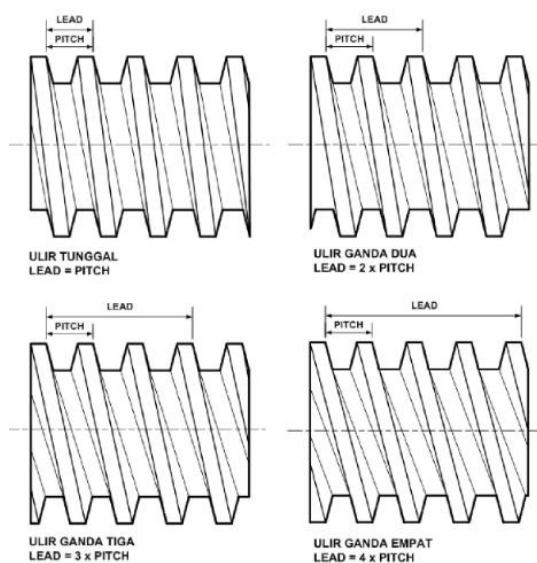 LEAD
PITCH
ULIR TUNGGAL
LEAD = PITCH
LEAD
PITCH
ULIR GANDA DUA
LEAD = 2 x PITCH
LEAD
PITCH
ULIR GANDA TIGA
LEAD = 3 x PITCH
LEAD
PITCH
ULIR GANDA EMPAT
LEAD = 4 x PITCH